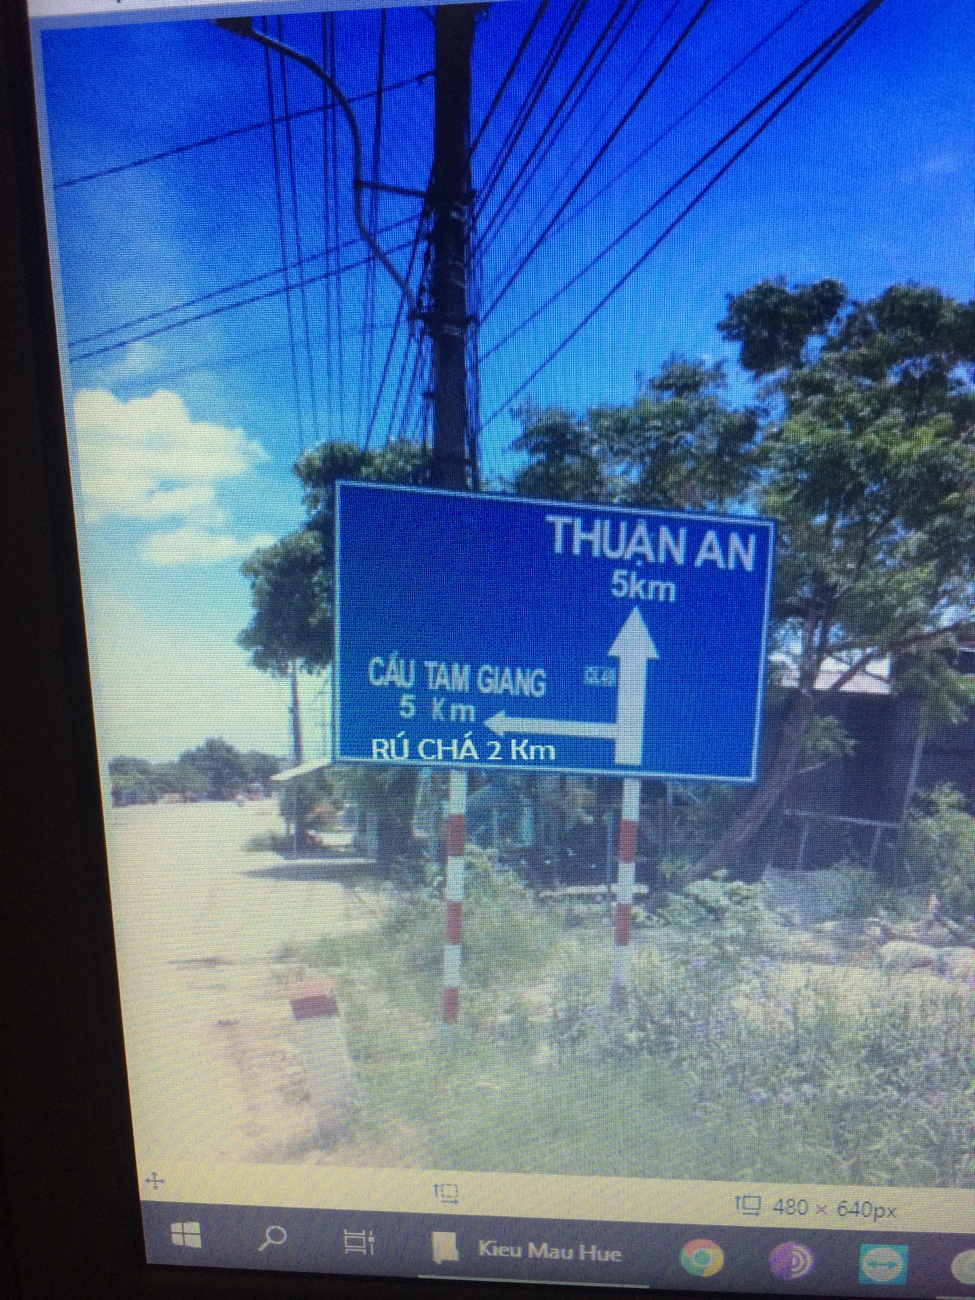 THUẬN AN
5km
CẦU TAM GIANG
5 Km
RÚ CHÁ 2 Km
480 × 640px
Kieu Mau Hue